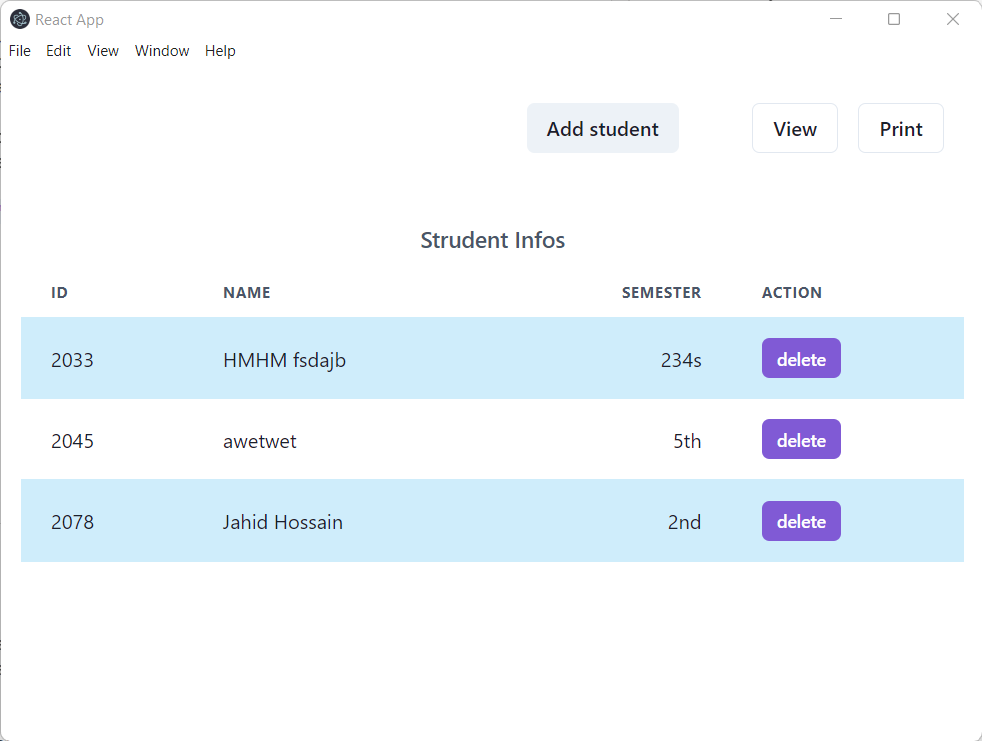 React App
File Edit View Window Help
Add student View Print
Strudent Infos
ID NAME SEMESTER ACTION
2033 HMHM fsdajb 234s delete
2045 awetwet 5th delete
2078 Jahid Hossain 2nd delete